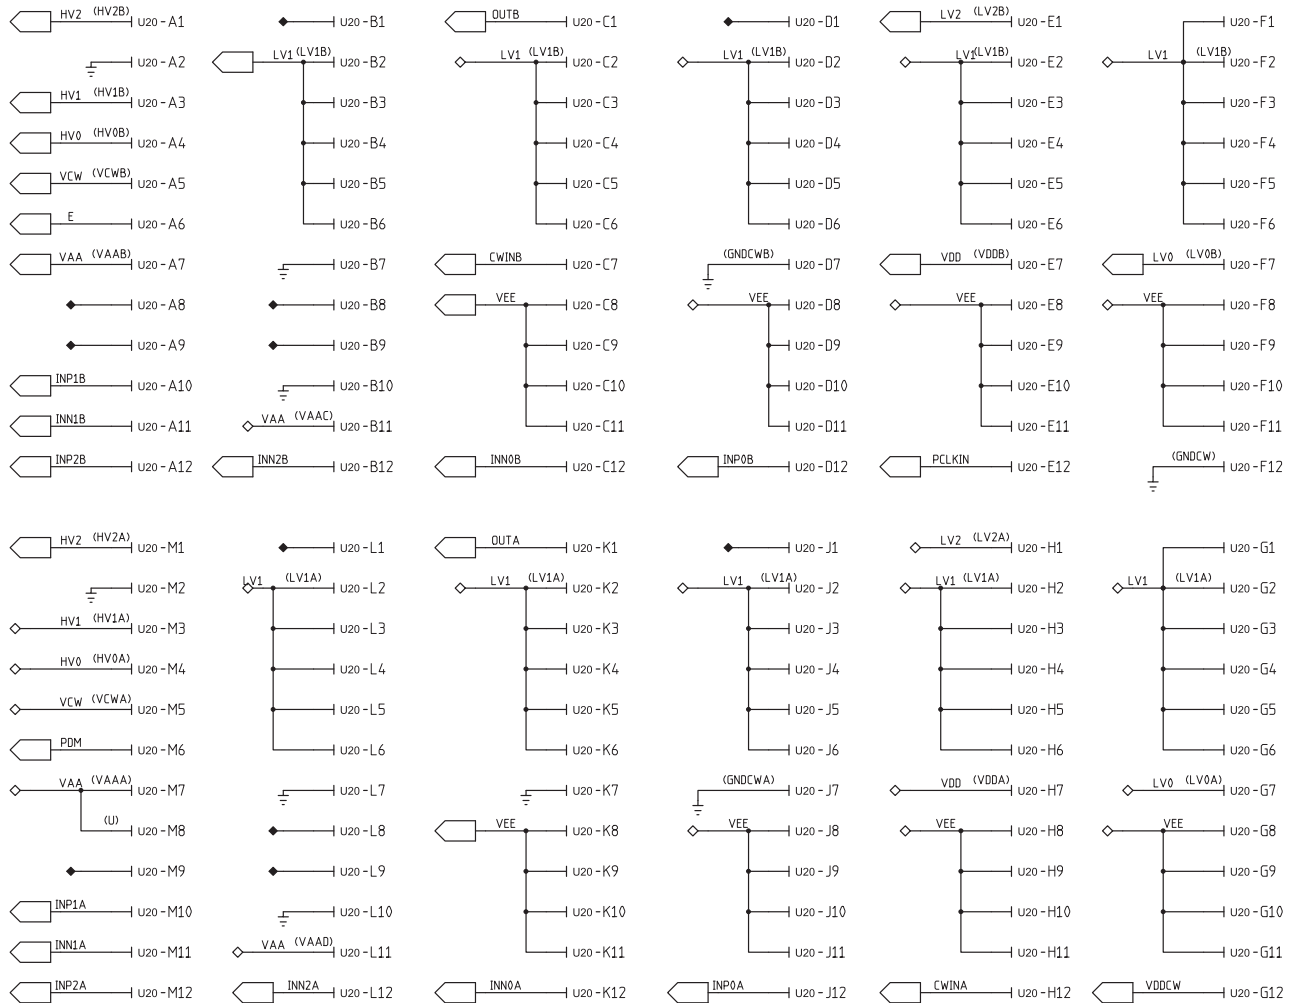 HV2 (HV2B) U20-A1 U20-B1 OUTB U20-C1 U20-D1 LV2 (LV2B) U20-E1 U20-F1
U20-A2 LV1 (LV1B) U20-B2 LV1 (LV1B) U20-C2 LV1 (LV1B) U20-D2 LV1 (LV1B) U20-E2 LV1 (LV1B) U20-F2
HV1 (HV1B) U20-A3 U20-B3 U20-C3 U20-D3 U20-E3 U20-F3
HV0 (HV0B) U20-A4 U20-B4 U20-C4 U20-D4 U20-E4 U20-F4
VCW (VCWB) U20-A5 U20-B5 U20-C5 U20-D5 U20-E5 U20-F5
E U20-A6 U20-B6 U20-C6 U20-D6 U20-E6 U20-F6
VAA (VAAB) U20-A7 U20-B7 CWINB U20-C7 (GNDCWB) U20-D7 VDD (VDDB) U20-E7 LV0 (LV0B) U20-F7
U20-A8 U20-B8 VEE U20-C8 VEE U20-D8 VEE U20-E8 VEE U20-F8
U20-A9 U20-B9 U20-C9 U20-D9 U20-E9 U20-F9
INP1B U20-A10 U20-B10 U20-C10 U20-D10 U20-E10 U20-F10
INN1B U20-A11 VAA (VAAC) U20-B11 U20-C11 U20-D11 U20-E11 U20-F11
INP2B U20-A12 INN2B U20-B12 INN0B U20-C12 INP0B U20-D12 PCLKIN U20-E12 (GNDCW) U20-F12
HV2 (HV2A) U20-M1 U20-L1 OUTA U20-K1 U20-J1 LV2 (LV2A) U20-H1 U20-G1
U20-M2 LV1 (LV1A) U20-L2 LV1 (LV1A) U20-K2 LV1 (LV1A) U20-J2 LV1 (LV1A) U20-H2 LV1 (LV1A) U20-G2
HV1 (HV1A) U20-M3 U20-L3 U20-K3 U20-J3 U20-H3 U20-G3
HV0 (HV0A) U20-M4 U20-L4 U20-K4 U20-J4 U20-H4 U20-G4
VCW (VCWA) U20-M5 U20-L5 U20-K5 U20-J5 U20-H5 U20-G5
PDM U20-M6 U20-L6 U20-K6 U20-J6 U20-H6 U20-G6
VAA (VAAA) U20-M7 U20-L7 U20-K7 (GNDCWA) U20-J7 VDD (VDDA) U20-H7 LV0 (LV0A) U20-G7
(U) U20-M8 U20-L8 VEE U20-K8 VEE U20-J8 VEE U20-H8 VEE U20-G8
U20-M9 U20-L9 U20-K9 U20-J9 U20-H9 U20-G9
INP1A U20-M10 U20-L10 U20-K10 U20-J10 U20-H10 U20-G10
INN1A U20-M11 VAA (VAAD) U20-L11 U20-K11 U20-J11 U20-H11 U20-G11
INP2A U20-M12 INN2A U20-L12 INN0A U20-K12 INP0A U20-J12 CWINA U20-H12 VDDCW U20-G12